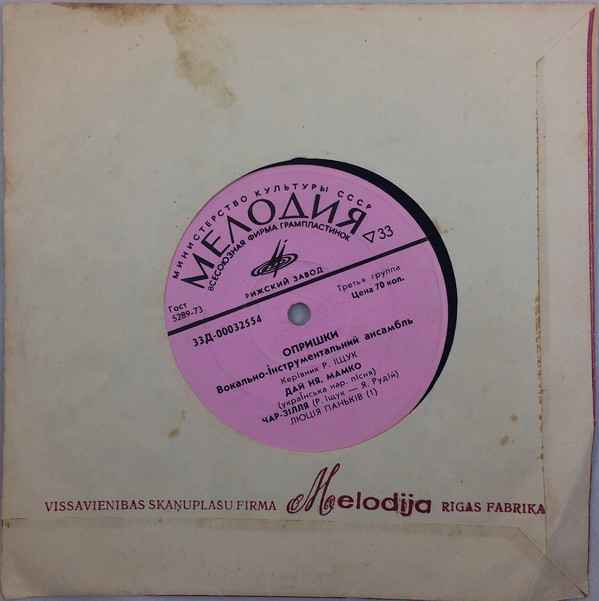 МИНИСТЕРСТВО КУЛЬТУРЫ СССР
МЕЛОДИЯ
ВСЕСОЮЗНАЯ ФИРМА ГРАМПЛАСТИНОК
33
РИЖСКИЙ ЗАВОД
Гост
5289-73
Третья группа
Цена 70 коп.
33Д-00032554
ОПРИШКИ
Вокально-інструментальний ансамбль
Керівник Р. ІЩУК
ДАЙ НЯ, МАМКО
(українська нар. пісня)
ЧАР-ЗІЛЛЯ (Р. Іщук — Я. Рудій)
ЛЮЦІЯ ПАНЬКІВ (1)
VISSAVIENIBAS SKAŅUPLAŠU FIRMA Melodija RIGAS FABRIKA